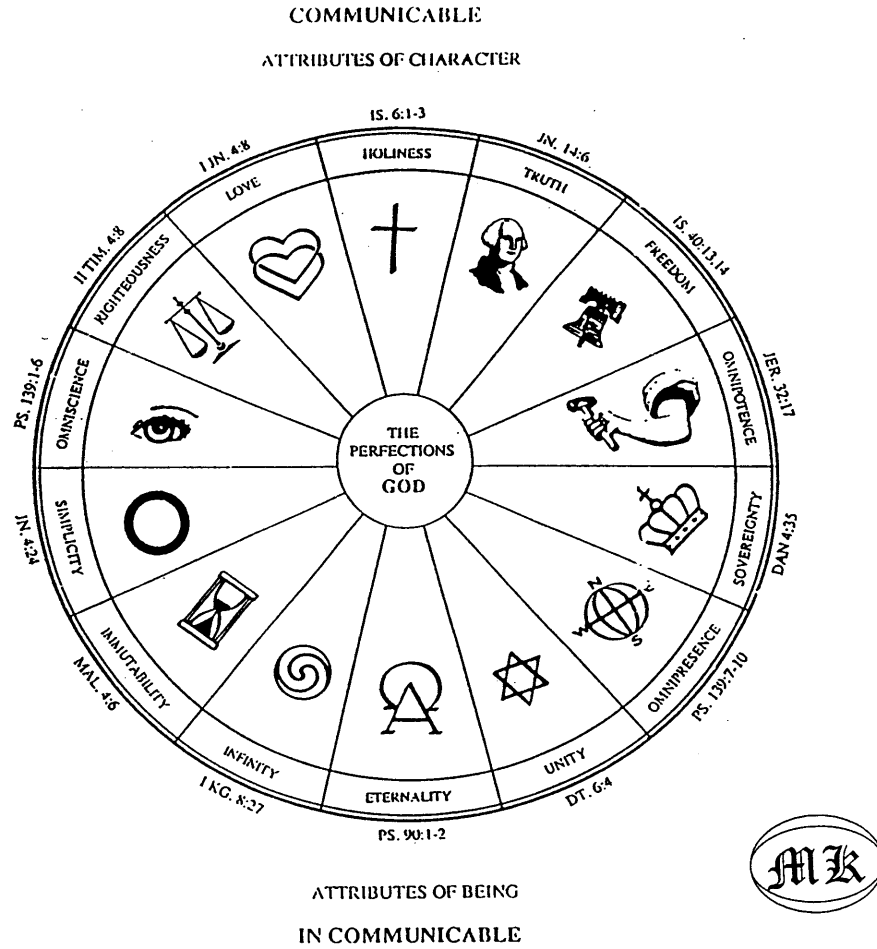 COMMUNICABLE
ATTRIBUTES OF CHARACTER
IS. 6:1-3
HOLINESS
JN. 14:6
TRUTH
IS. 40:13,14
FREEDOM
JER. 32:17
OMNIPOTENCE
DAN 4:35
SOVEREIGNTY
PS. 139:7-10
OMNIPRESENCE
N
E
S
W
DT. 6:4
UNITY
PS. 90:1-2
ETERNALITY
I KG. 8:27
INFINITY
MAL. 4:6
IMMUTABILITY
JN. 4:24
SIMPLICITY
PS. 139:1-6
OMNISCIENCE
II TIM. 4:8
RIGHTEOUSNESS
I JN. 4:8
LOVE
THE
PERFECTIONS
OF
GOD
ATTRIBUTES OF BEING
IN COMMUNICABLE
MK